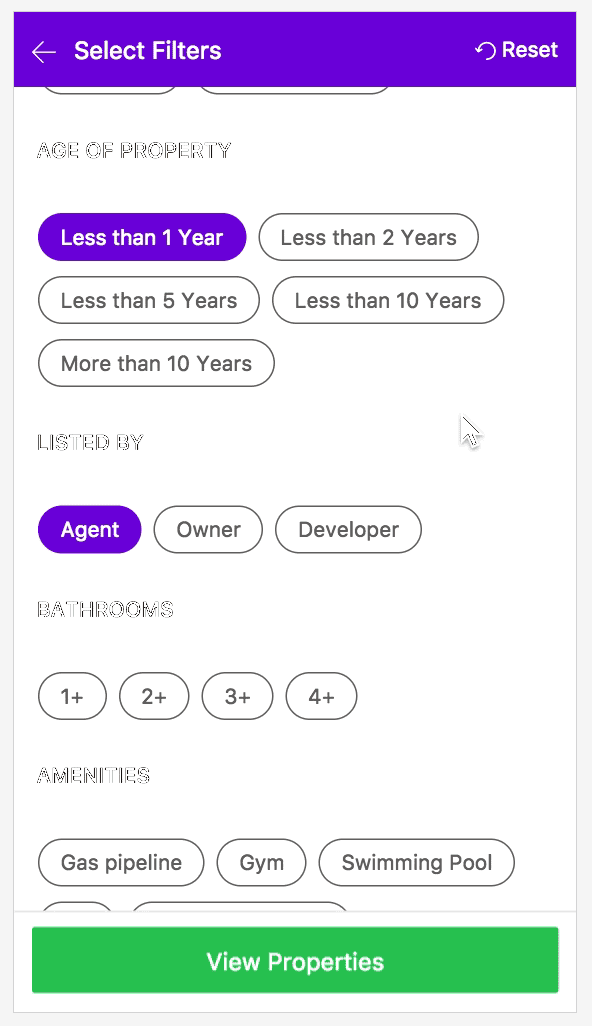 Select Filters Reset
AGE OF PROPERTY
Less than 1 Year Less than 2 Years
Less than 5 Years Less than 10 Years
More than 10 Years
LISTED BY
Agent Owner Developer
BATHROOMS
1+ 2+ 3+ 4+
AMENITIES
Gas pipeline Gym Swimming Pool
View Properties